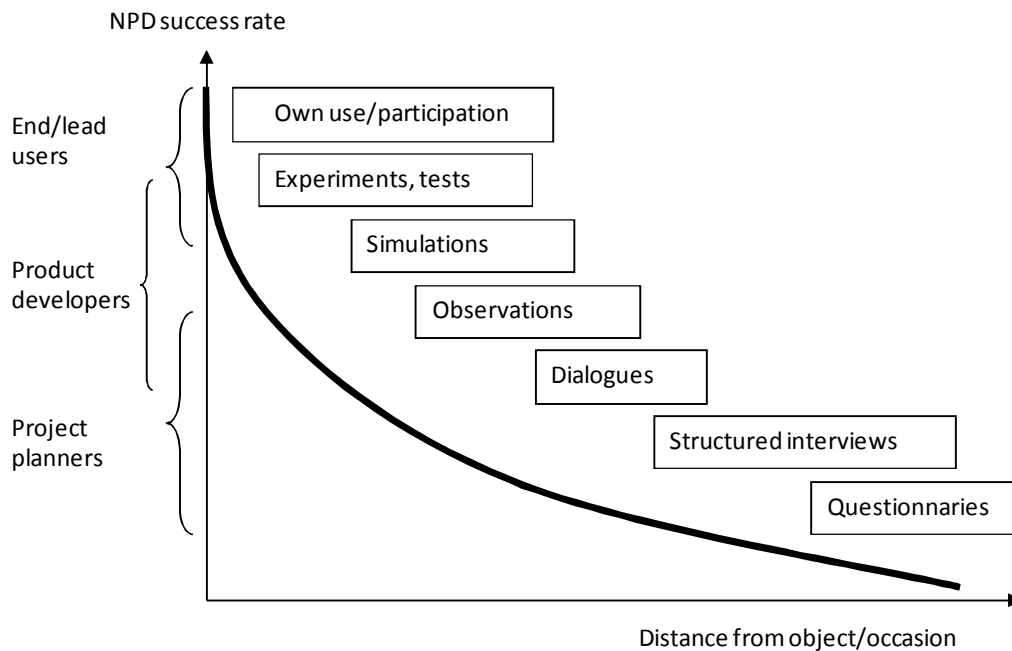 NPD success rate
Own use/participation
End/lead
users
Experiments, tests
Simulations
Product
developers
Observations
Dialogues
Project
planners
Structured interviews
Questionnaries
Distance from object/occasion